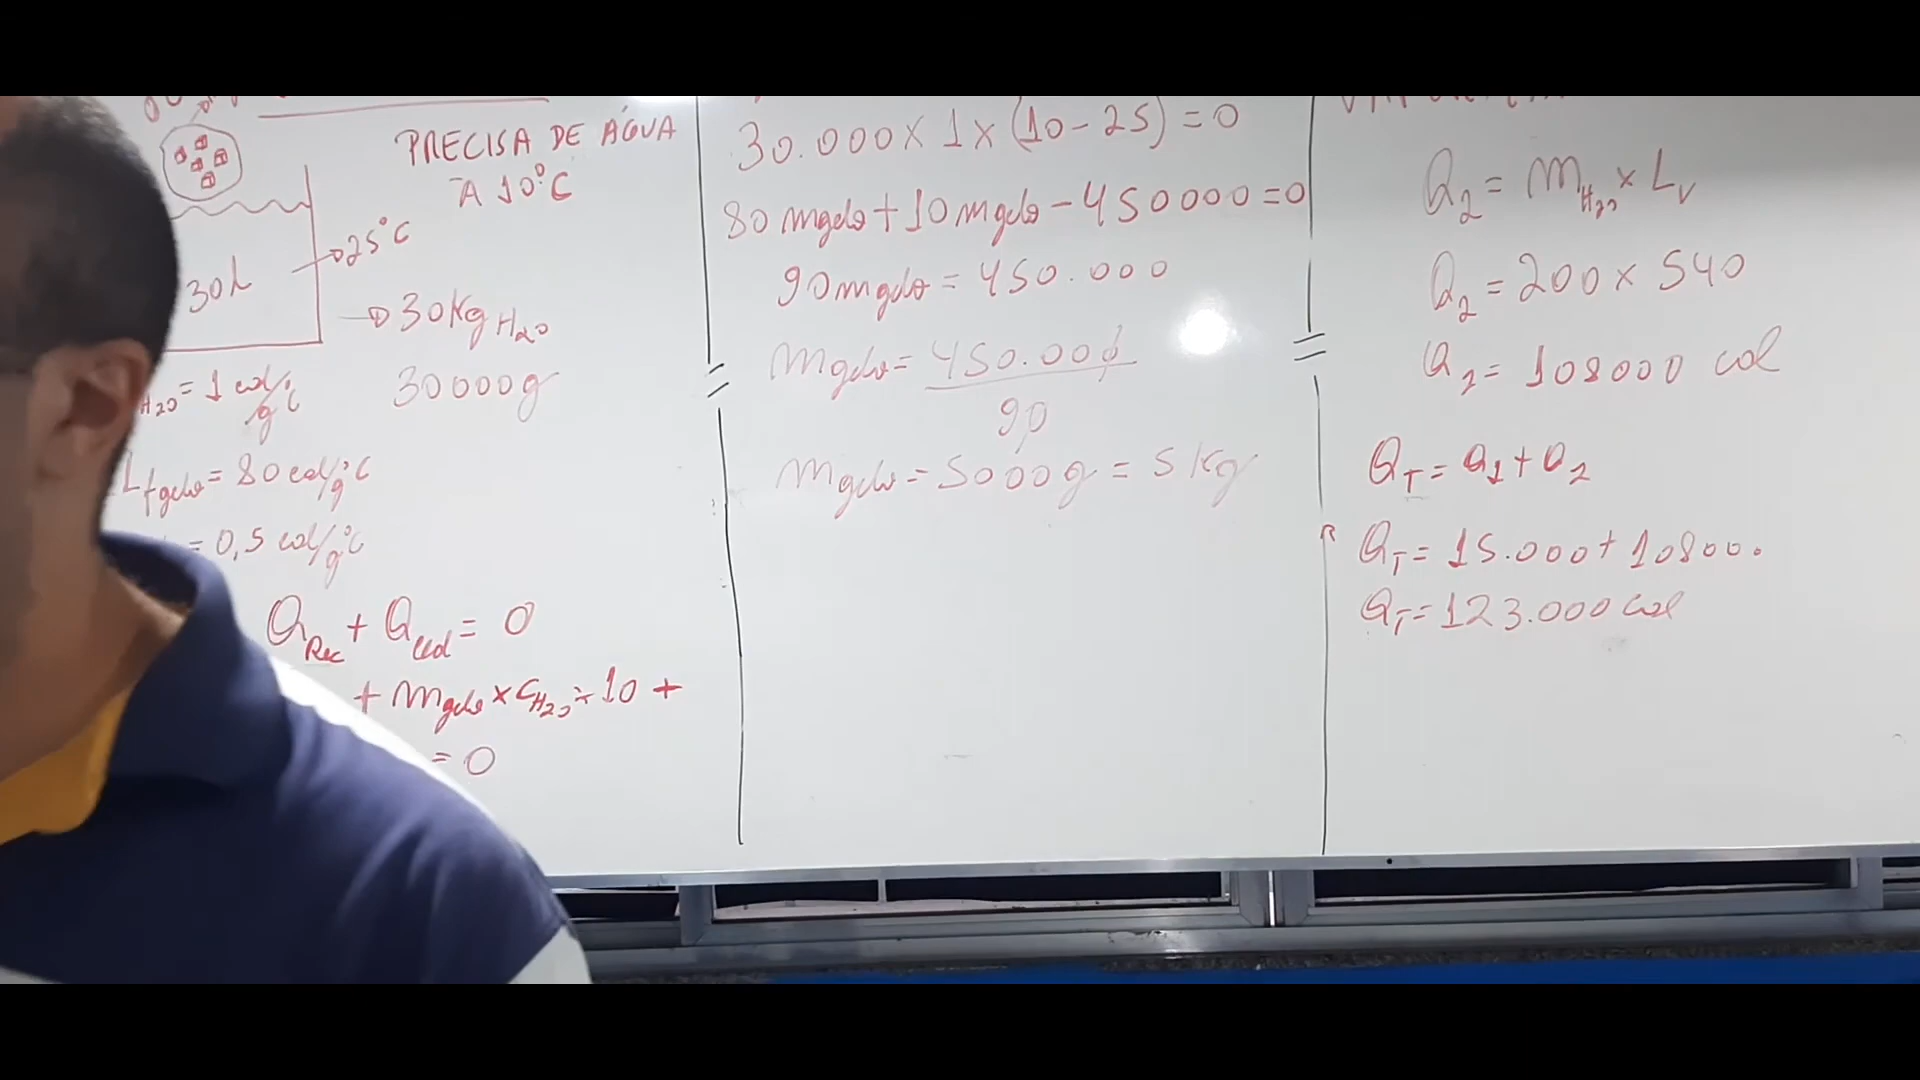 PRECISA DE ÁGUA
A 10°C
30L
25°C
30Kg H2O
30000g
H2O = 1 cal/g°C
Lf gelo = 80 cal/g°C
= 0,5 cal/g°C
QRec + QCed = 0
+ mgelo × CH2O × 10 +
= 0
30.000 × 1 × (10 - 25) = 0
80 mgelo + 10 mgelo - 450000 = 0
90 mgelo = 450.000
mgelo = 450.000
90
mgelo = 5000g = 5 Kg
Q2 = mH2O × LV
Q2 = 200 × 540
Q2 = 108000 cal
QT = Q1 + Q2
QT = 15.000 + 108000
QT = 123.000 cal